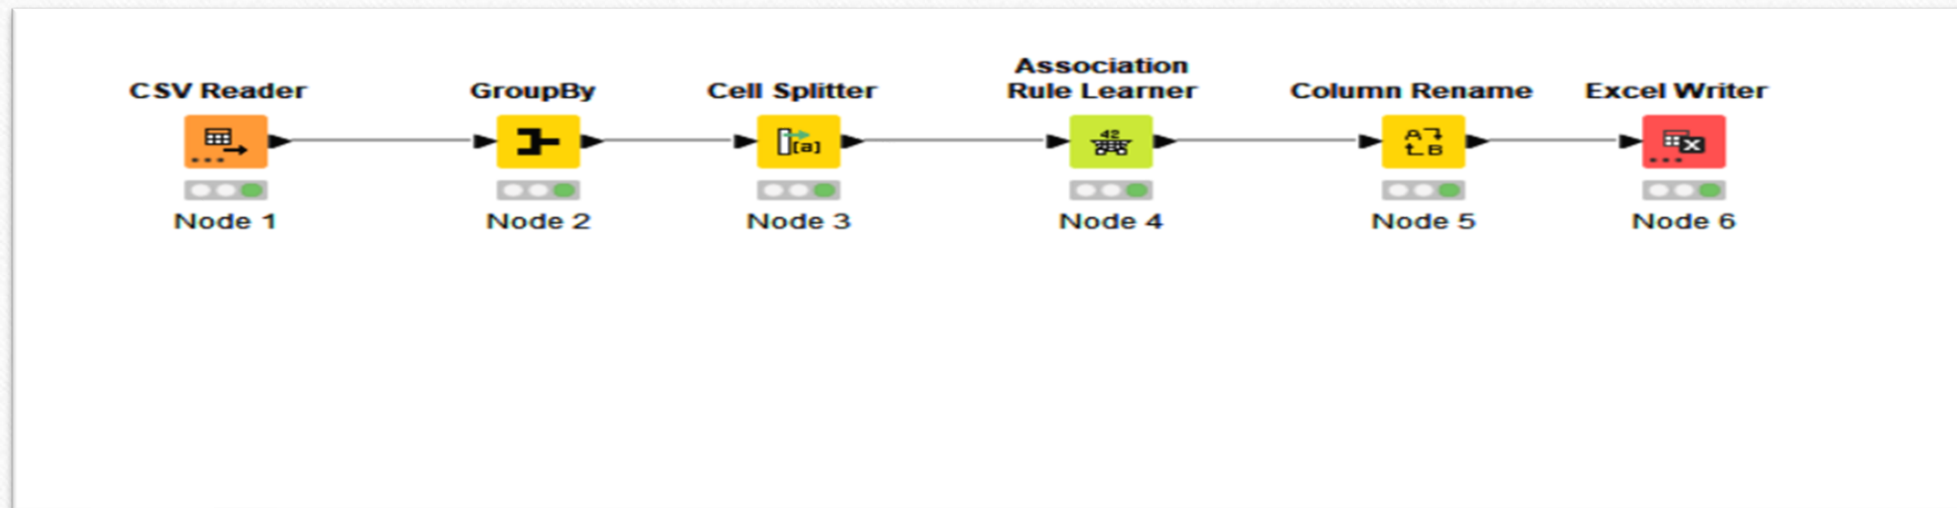 CSV Reader
GroupBy
Cell Splitter
Association
Rule Learner
Column Rename
Excel Writer
[a]
42
A
B
X
Node 1
Node 2
Node 3
Node 4
Node 5
Node 6